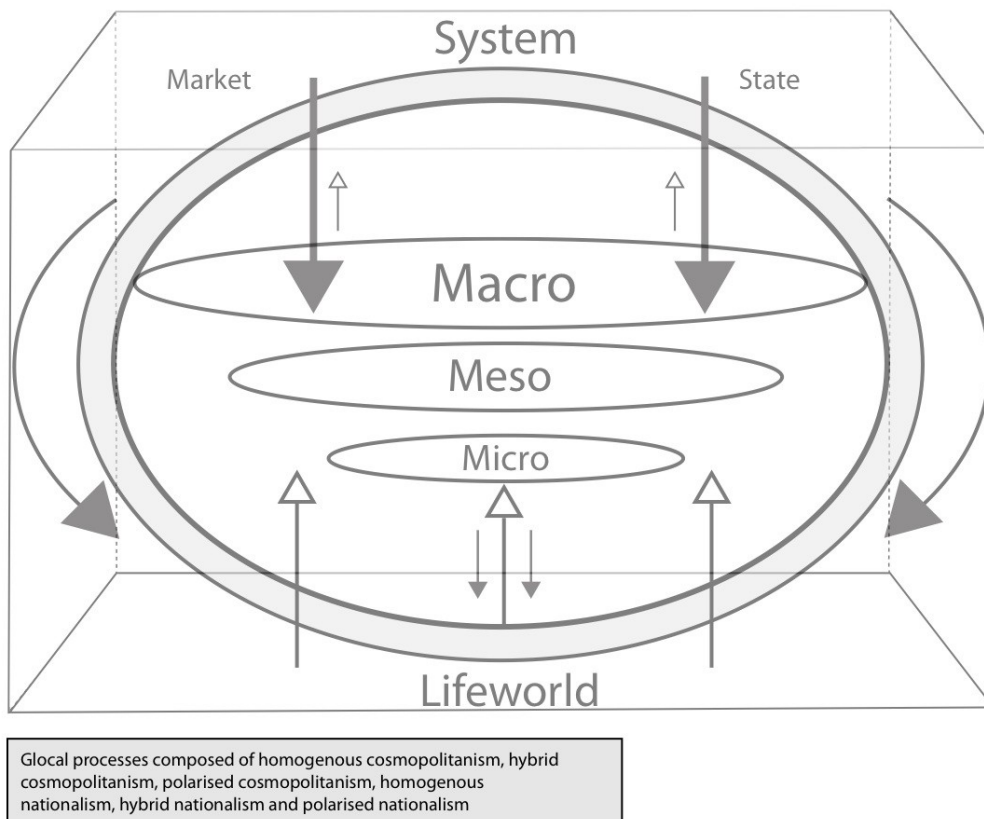 System
Market
State
Macro
Meso
Micro
Lifeworld
Glocal processes composed of homogenous cosmopolitanism, hybrid
cosmopolitanism, polarised cosmopolitanism, homogenous
nationalism, hybrid nationalism and polarised nationalism